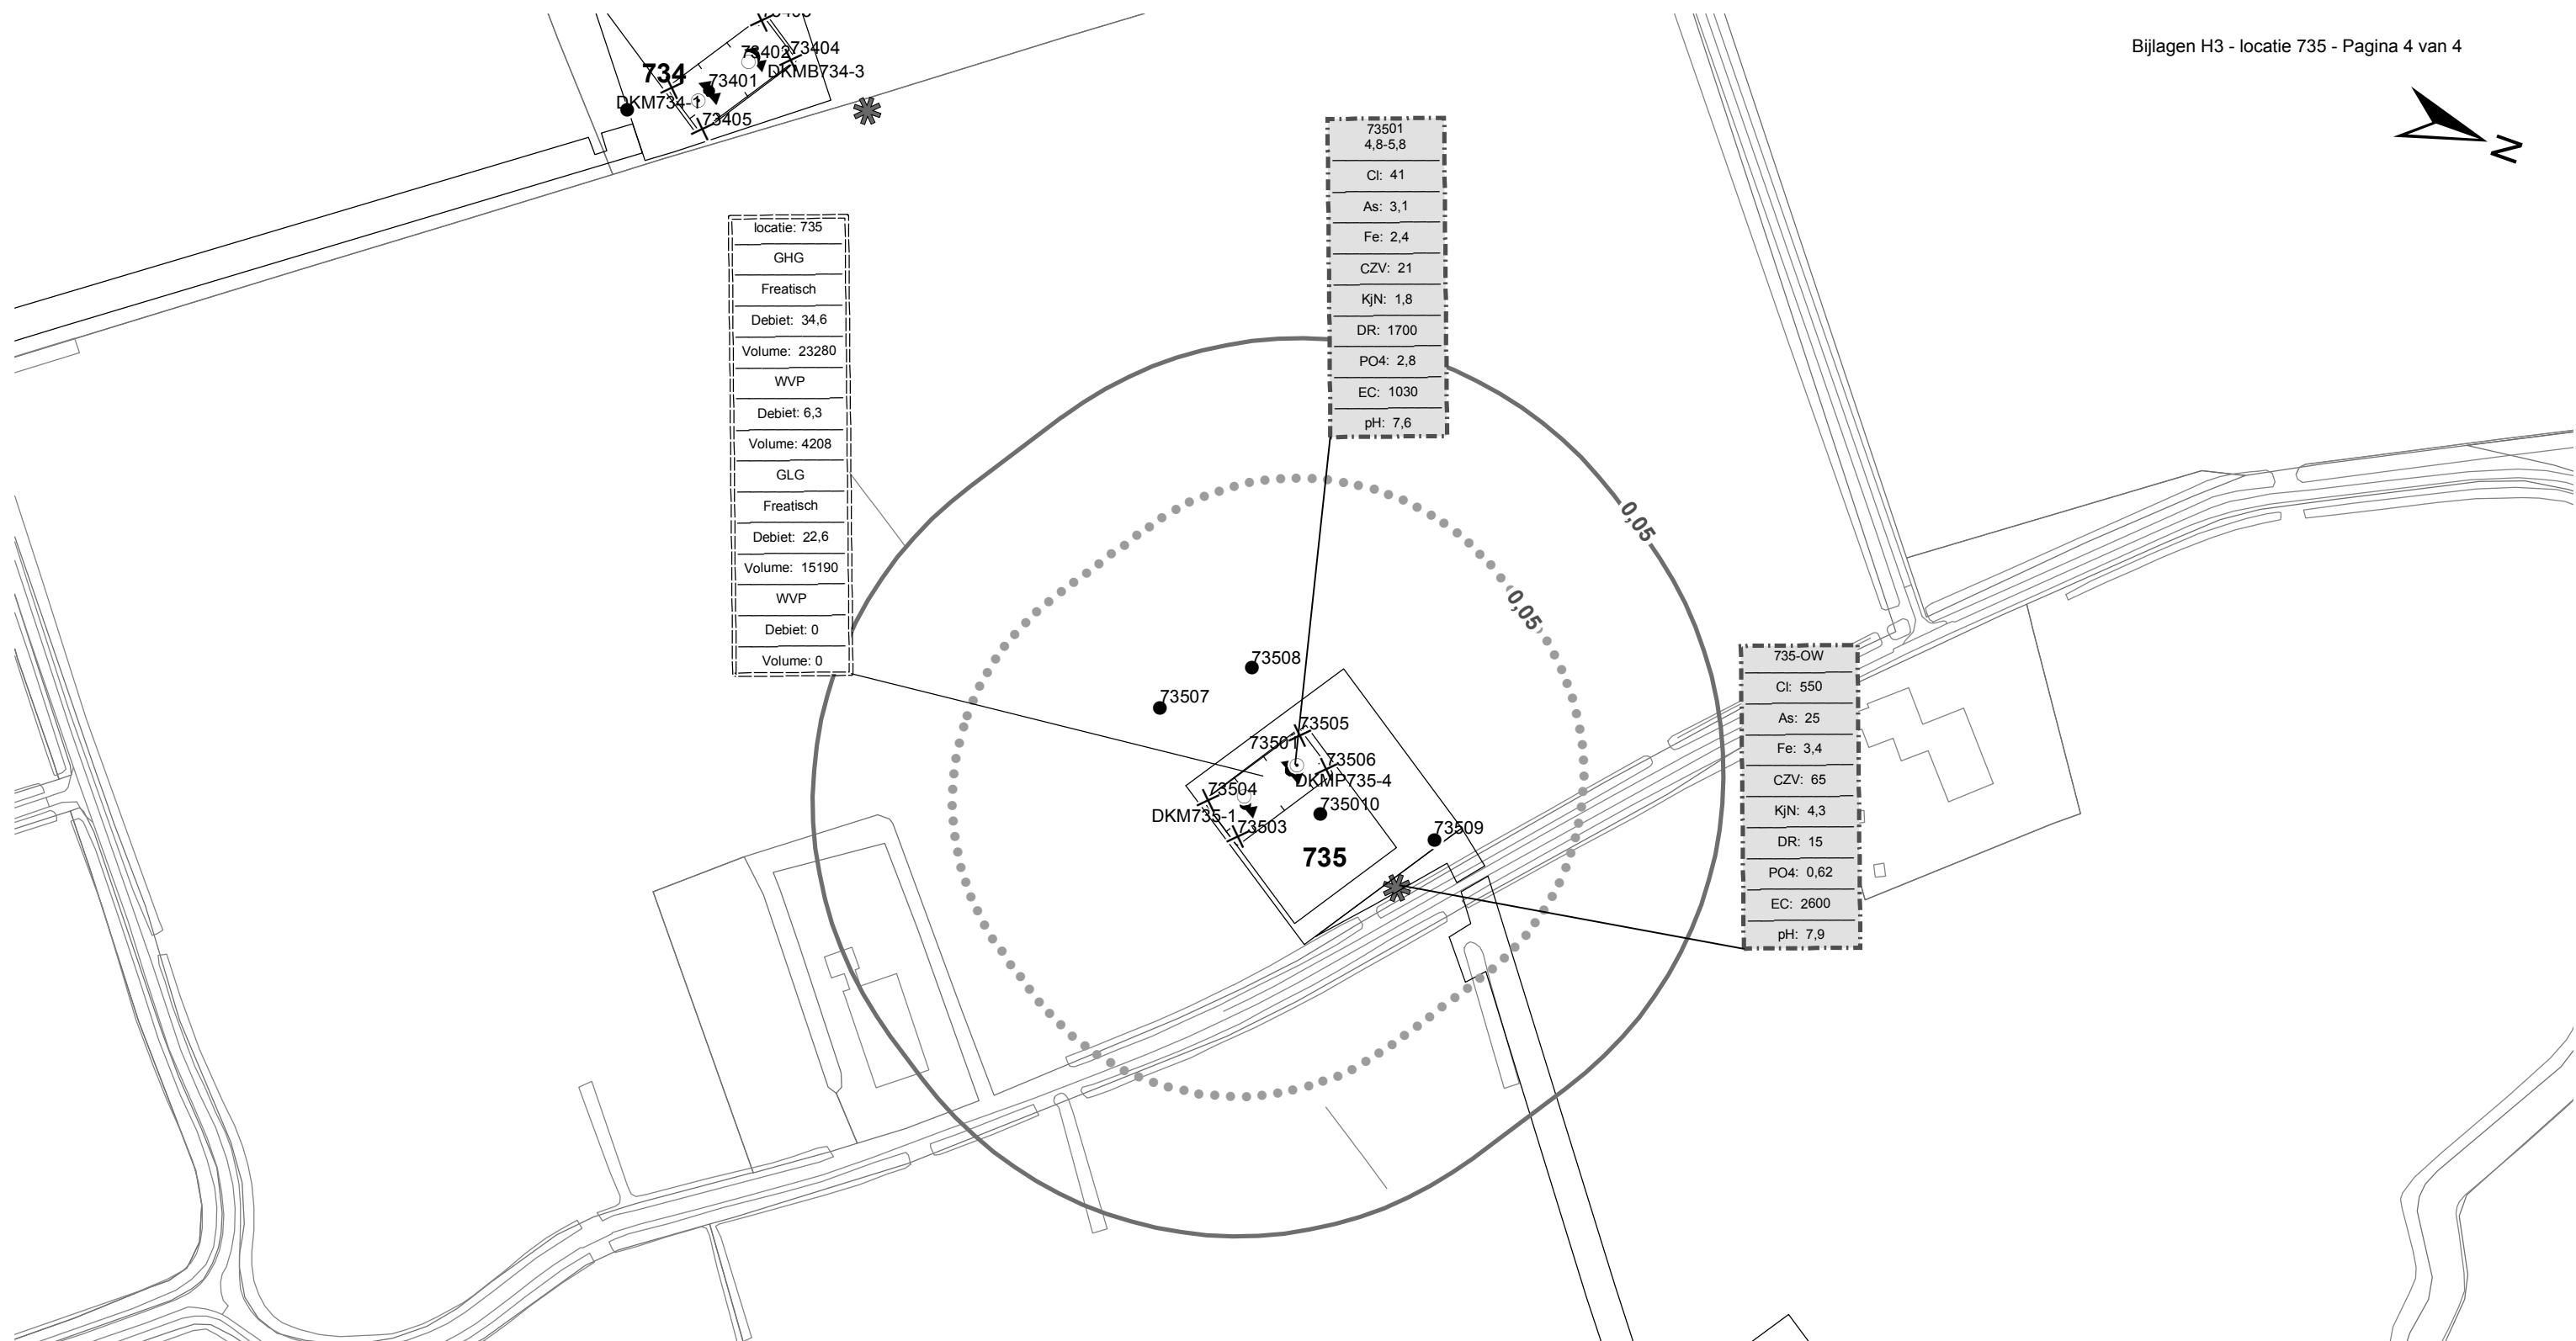 Bijlagen H3 - locatie 735 - Pagina 4 van 4
N
73404
73402
DKMB734-3
734
73401
DKM734-1
73405
73501
4,8-5,8
Cl: 41
As: 3,1
Fe: 2,4
CZV: 21
KjN: 1,8
DR: 1700
PO4: 2,8
EC: 1030
pH: 7,6
locatie: 735
GHG
Freatisch
Debiet: 34,6
Volume: 23280
WVP
Debiet: 6,3
Volume: 4208
GLG
Freatisch
Debiet: 22,6
Volume: 15190
WVP
Debiet: 0
Volume: 0
0,05
0,05
73508
73507
73505
73501
73506
DKMP735-4
73504
DKM735-1
735010
73503
73509
735
735-OW
Cl: 550
As: 25
Fe: 3,4
CZV: 65
KjN: 4,3
DR: 15
PO4: 0,62
EC: 2600
pH: 7,9